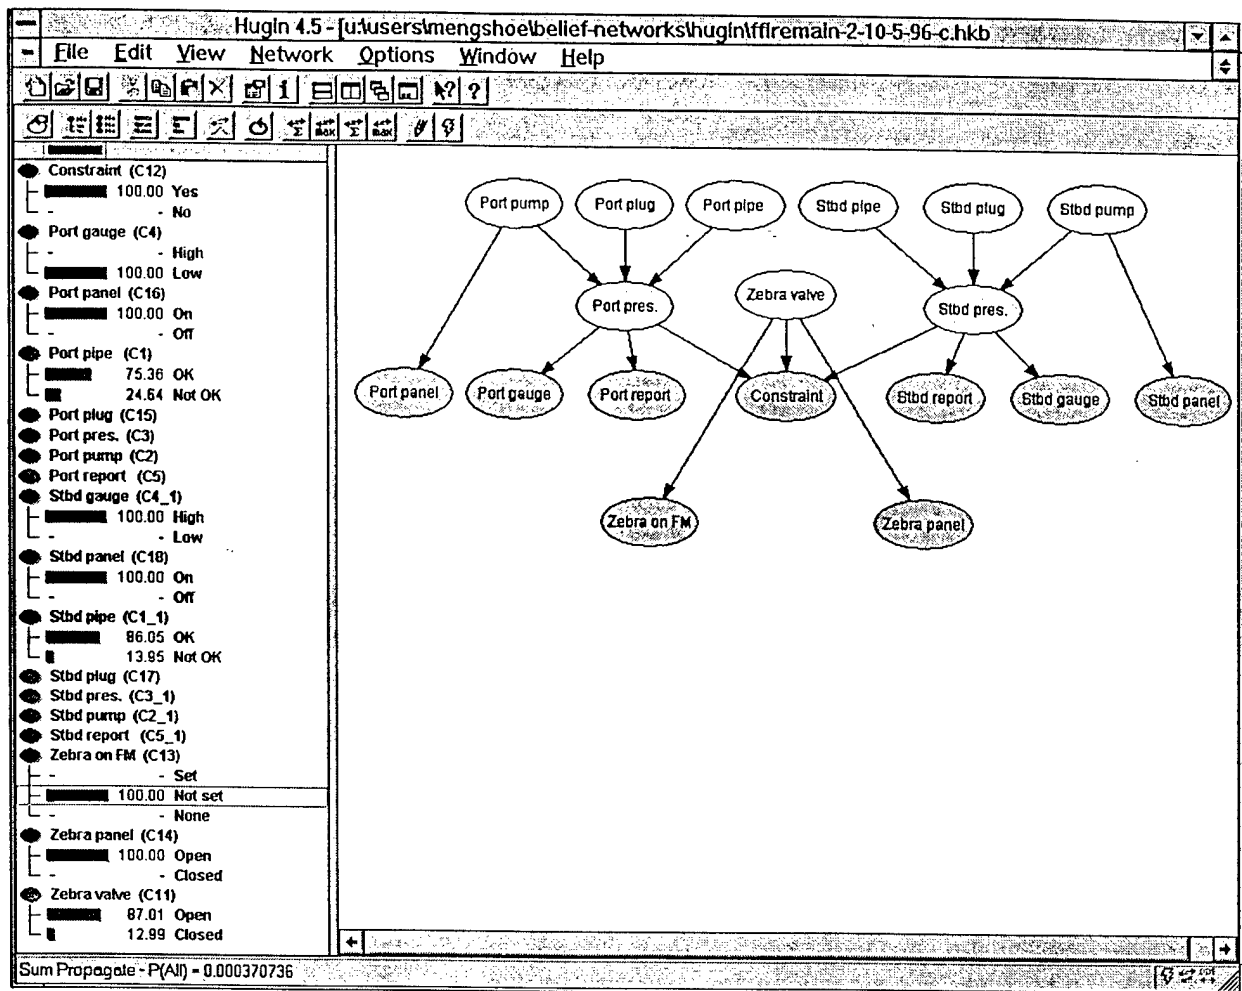 Hugin 4.5 - [u:\users\mengshoe\belief-networks\hugin\ffiremain-2-10-5-96-c.hkb
File Edit View Network Options Window Help
Constraint (C12)
100.00 Yes
- - No
Port gauge (C4)
- - High
100.00 Low
Port panel (C16)
100.00 On
- - Off
Port pipe (C1)
75.36 OK
24.64 Not OK
Port plug (C15)
Port pres. (C3)
Port pump (C2)
Port report (C5)
Stbd gauge (C4_1)
100.00 High
- - Low
Stbd panel (C18)
100.00 On
- - Off
Stbd pipe (C1_1)
86.05 OK
13.95 Not OK
Stbd plug (C17)
Stbd pres. (C3_1)
Stbd pump (C2_1)
Stbd report (C5_1)
Zebra on FM (C13)
- - Set
100.00 Not set
- - None
Zebra panel (C14)
100.00 Open
- - Closed
Zebra valve (C11)
87.01 Open
12.99 Closed
Port pump Port plug Port pipe Stbd pipe Stbd plug Stbd pump
Port pres. Zebra valve Stbd pres.
Port panel Port gauge Port report Constraint Stbd report Stbd gauge Stbd panel
Zebra on FM Zebra panel
Sum Propagate - P(All) = 0.000370736